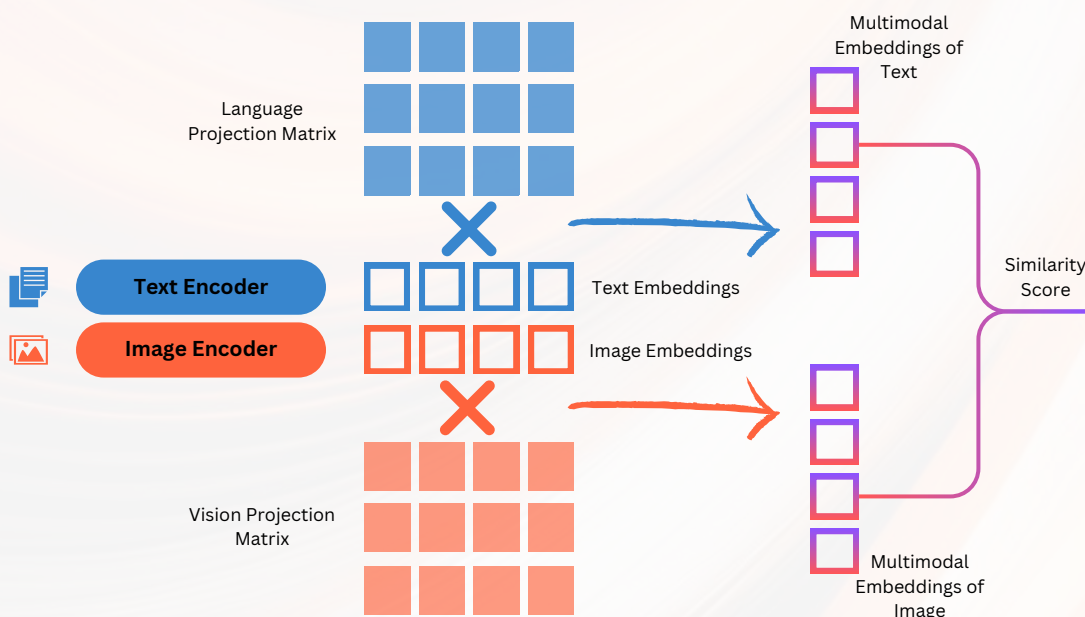 Multimodal
Embeddings of
Text
Language
Projection Matrix
Similarity
Score
Text Encoder
Text Embeddings
Image Encoder
Image Embeddings
Vision Projection
Matrix
Multimodal
Embeddings of
Image